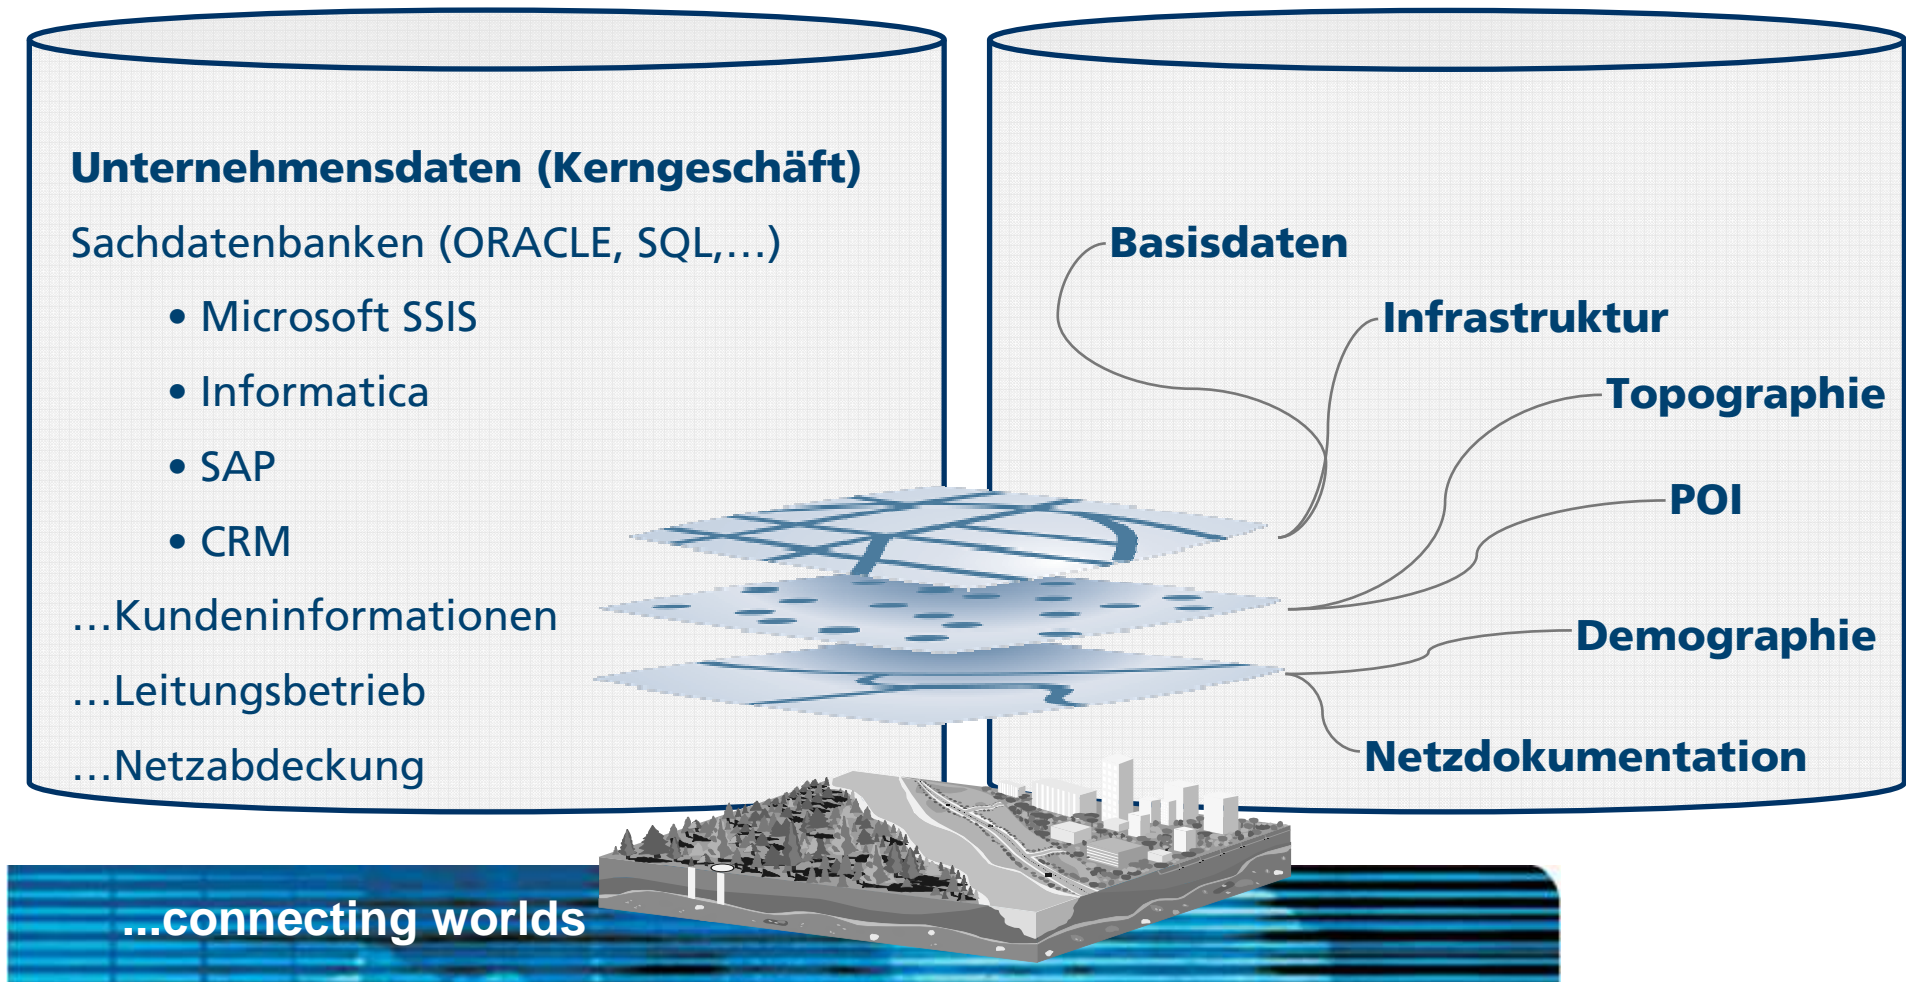 Unternehmensdaten (Kerngeschäft)
Sachdatenbanken (ORACLE, SQL,…)
• Microsoft SSIS
• Informatica
• SAP
• CRM
…Kundeninformationen
…Leitungsbetrieb
…Netzabdeckung
Basisdaten
Infrastruktur
Topographie
POI
Demographie
Netzdokumentation
...connecting worlds